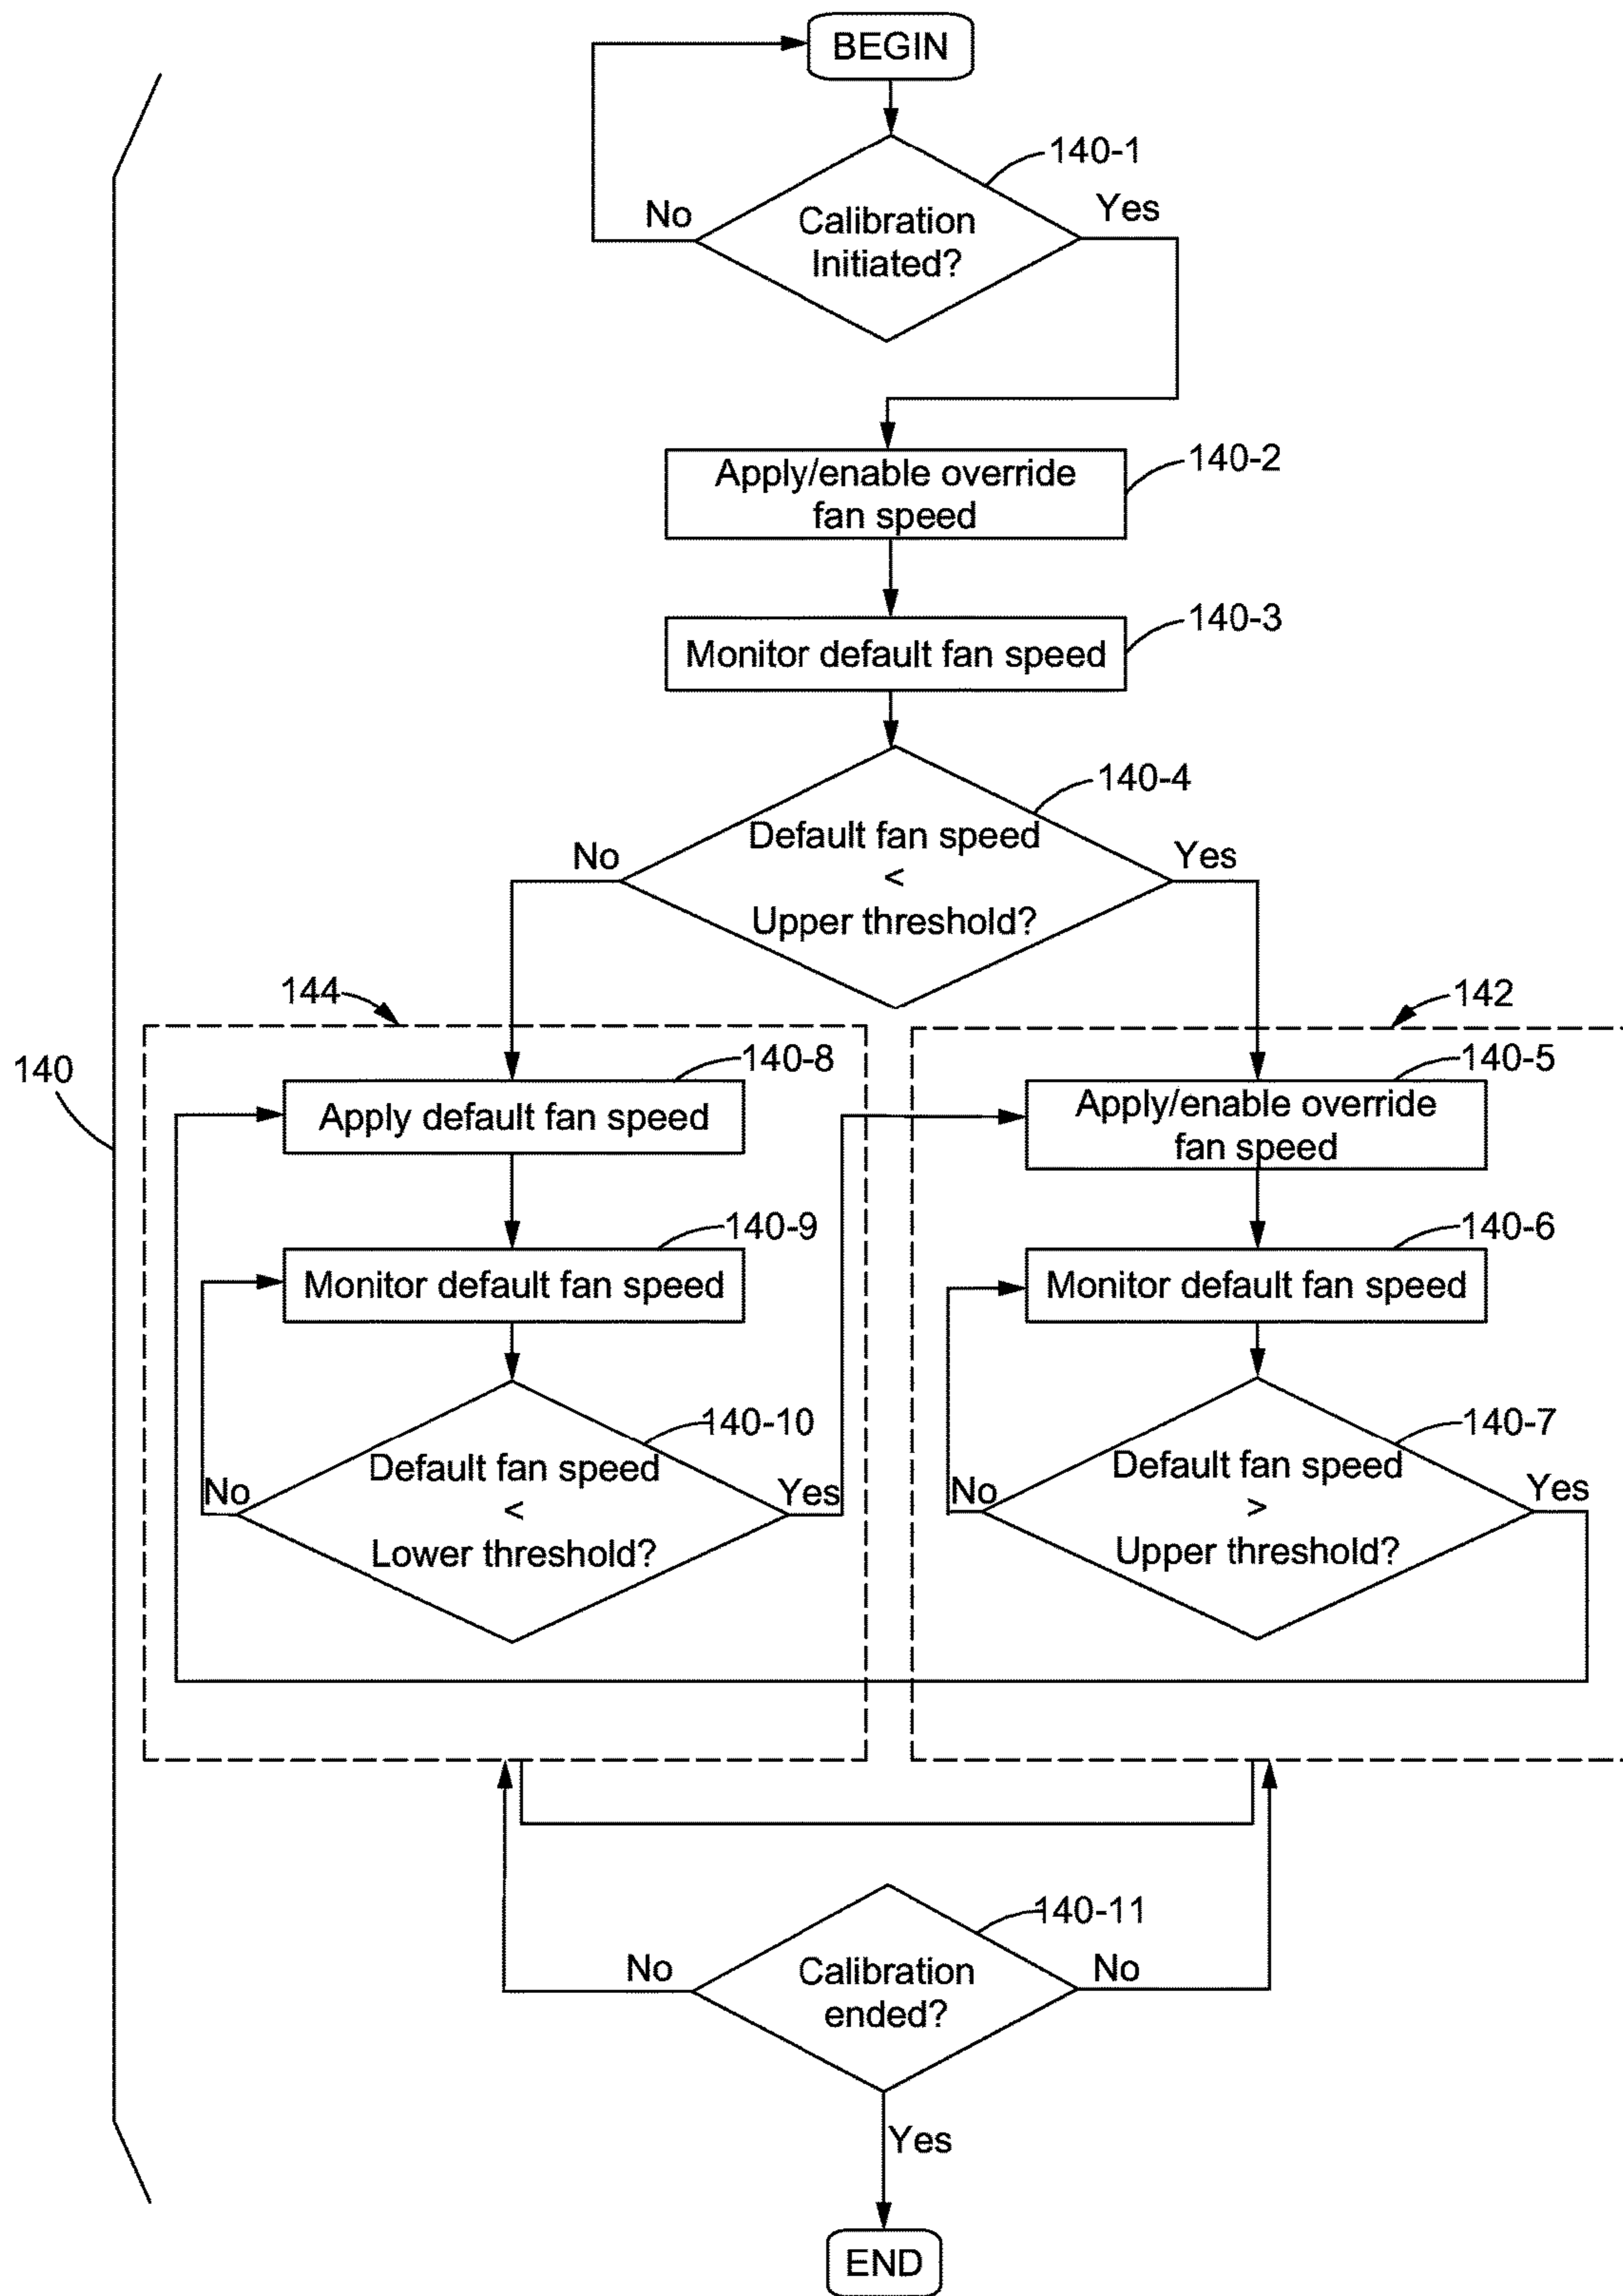 BEGIN
140-1
No
Yes
Calibration
Initiated?
Apply/enable override
fan speed
140-2
Monitor default fan speed
140-3
140-4
No
Yes
Default fan speed
<
Upper threshold?
144
142
140
140-8
140-5
Apply default fan speed
Apply/enable override
fan speed
140-9
140-6
Monitor default fan speed
Monitor default fan speed
140-10
140-7
Default fan speed
<
Lower threshold?
No
Yes
Default fan speed
>
Upper threshold?
No
Yes
140-11
No
Calibration
ended?
No
Yes
END